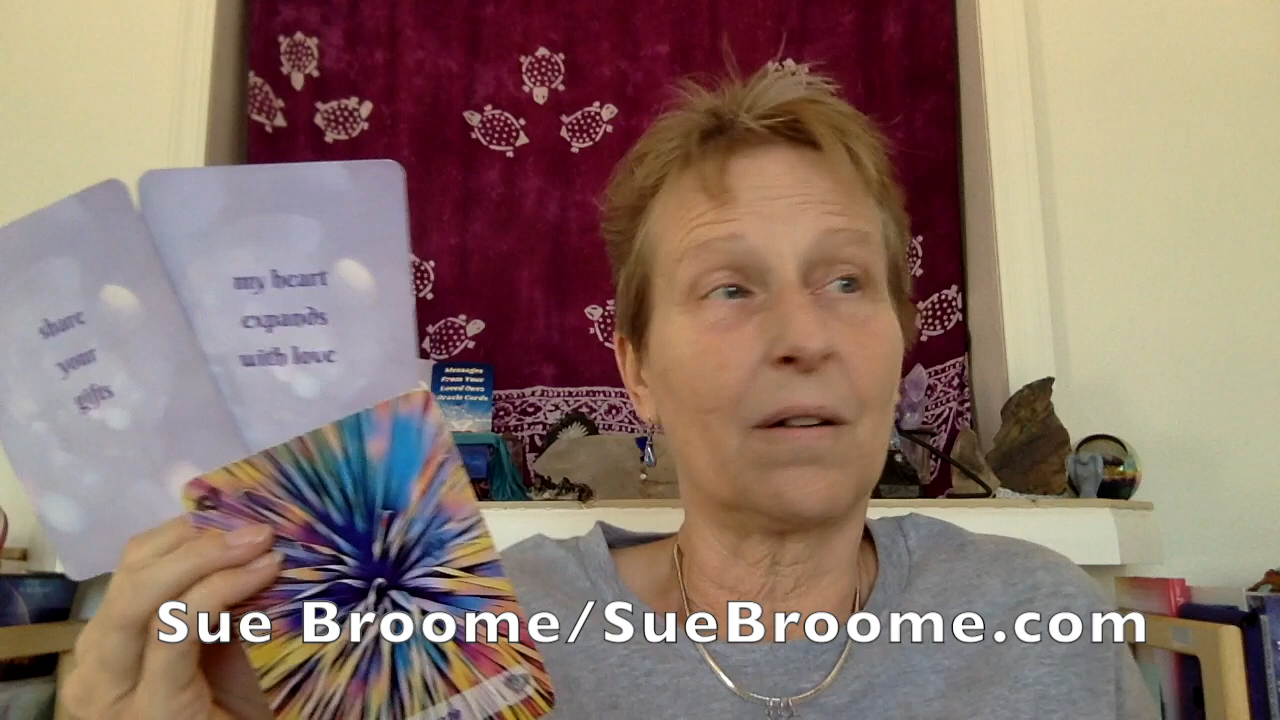 share
your
gifts
my heart
expands
with love
Messages
From Your
Loved Ones
Oracle Cards
Sue Broome/SueBroome.com